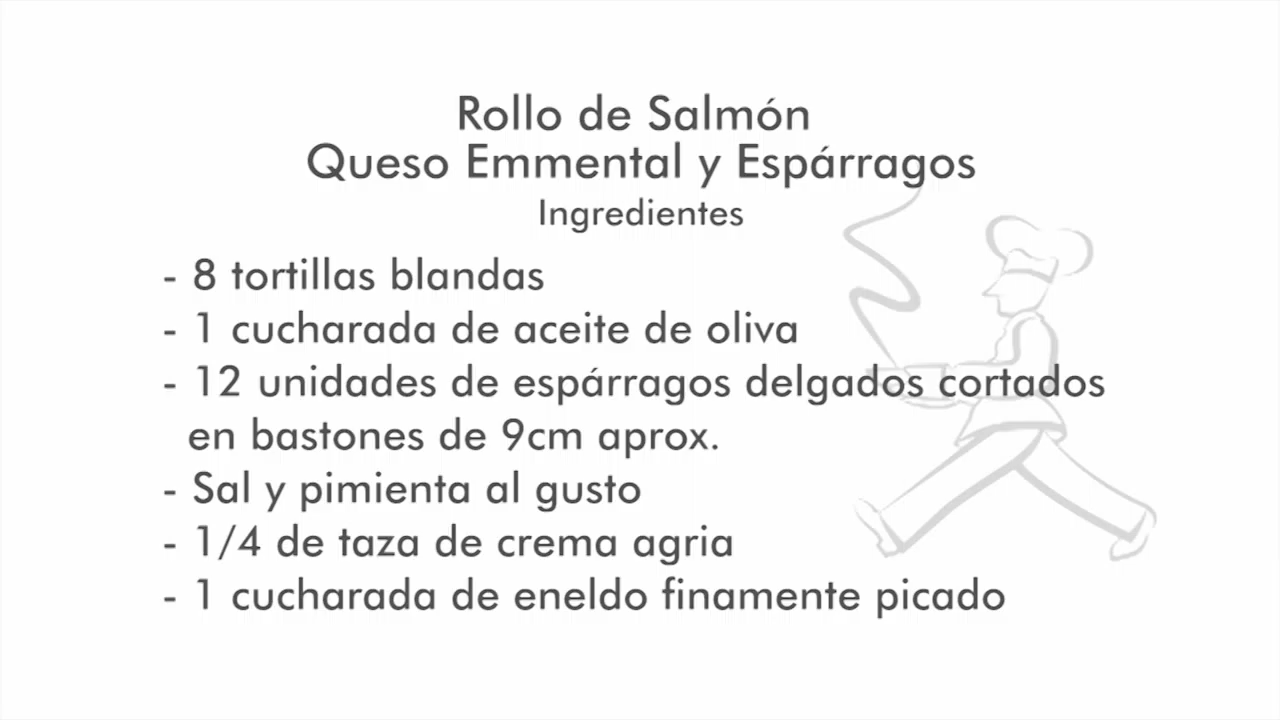 Rollo de Salmón
Queso Emmental y Espárragos
Ingredientes
- 8 tortillas blandas
- 1 cucharada de aceite de oliva
- 12 unidades de espárragos delgados cortados
en bastones de 9cm aprox.
- Sal y pimienta al gusto
- 1/4 de taza de crema agria
- 1 cucharada de eneldo finamente picado